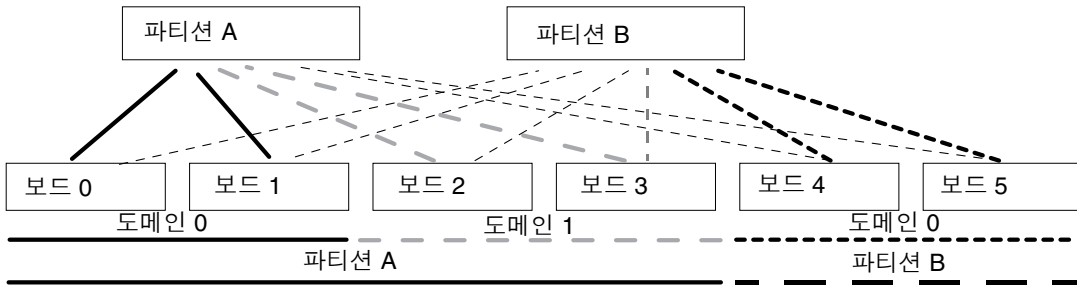 파티션 A
파티션 B
보드 0
보드 1
보드 2
보드 3
보드 4
보드 5
도메인 0
도메인 1
도메인 0
파티션 A
파티션 B